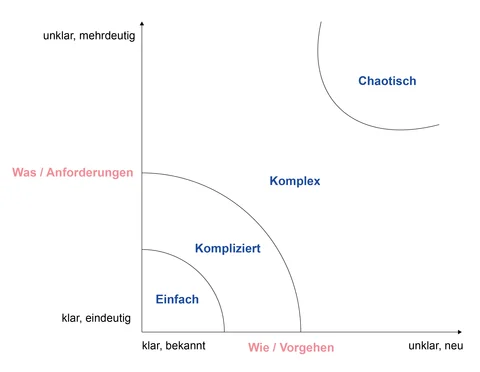 unklar, mehrdeutig
Chaotisch
Was / Anforderungen
Komplex
Kompliziert
Einfach
klar, eindeutig
klar, bekannt
Wie / Vorgehen
unklar, neu